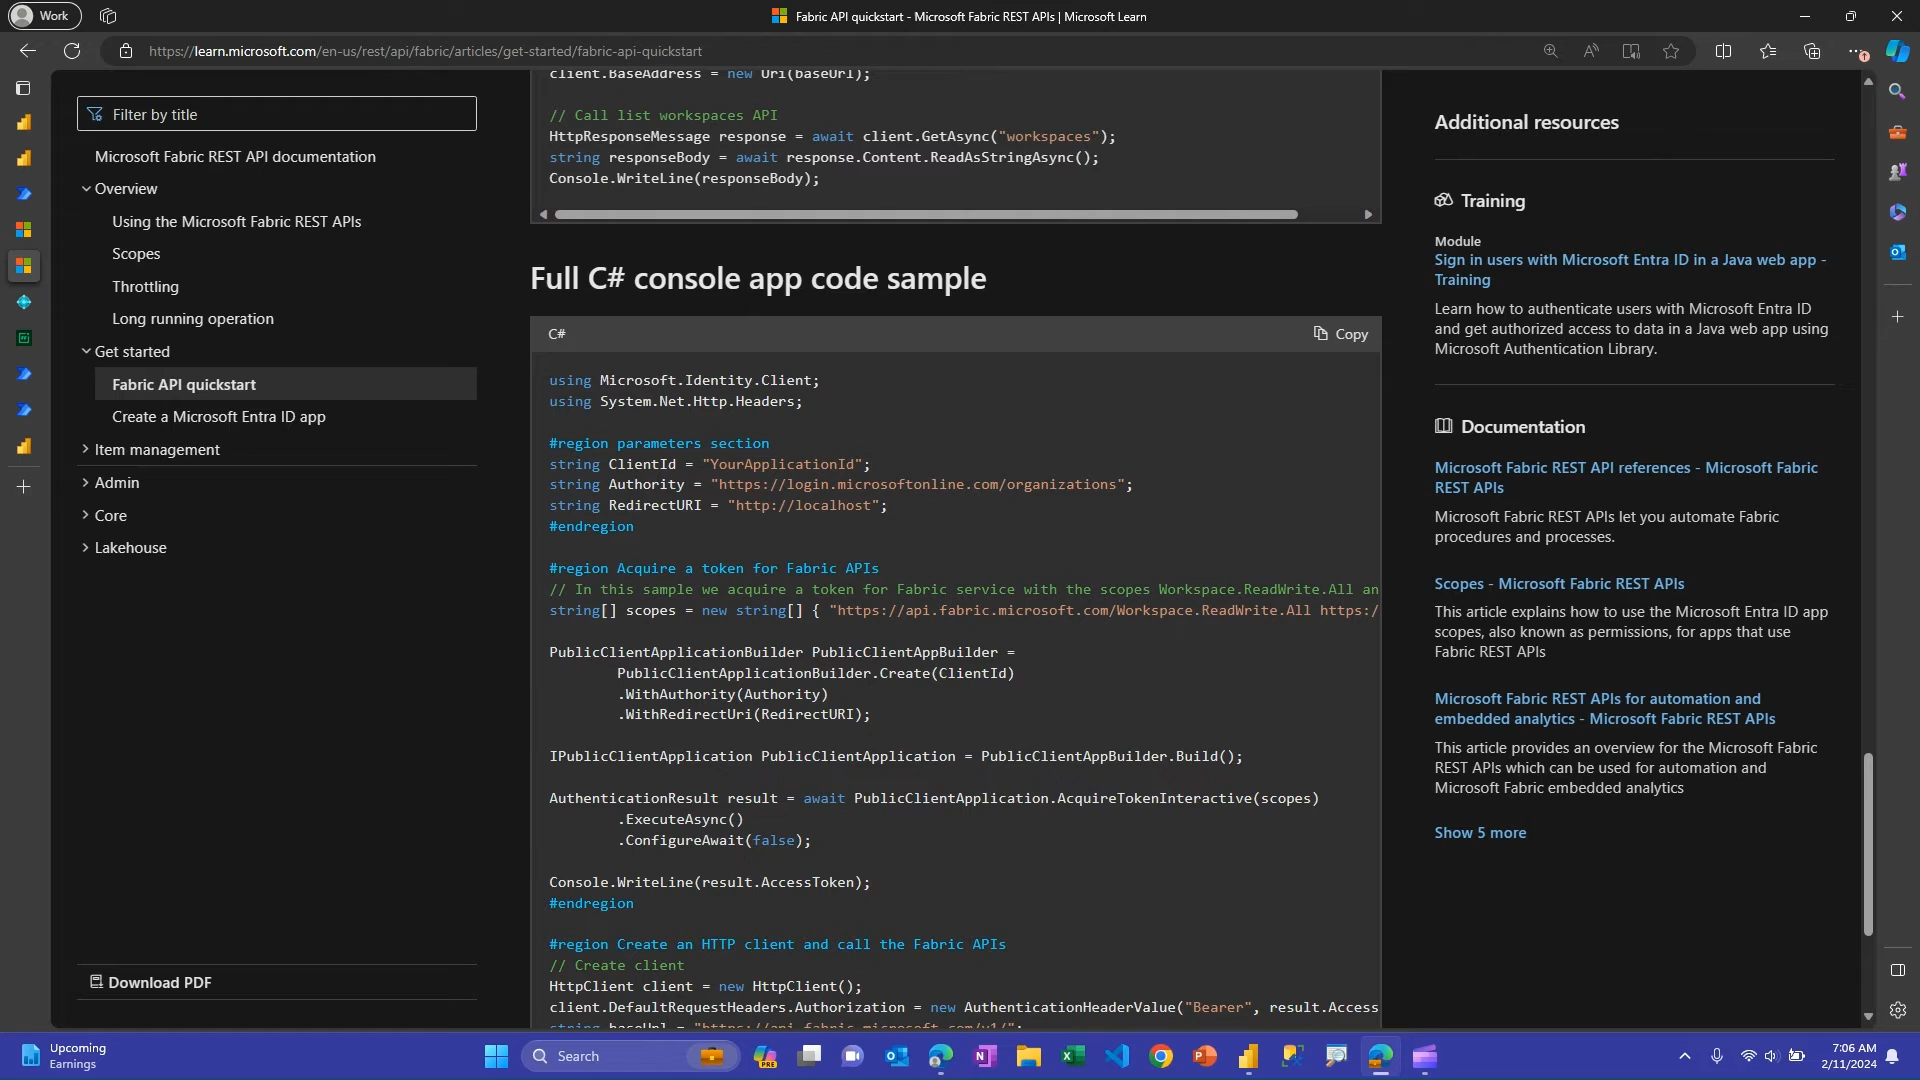 Work
Fabric API quickstart - Microsoft Fabric REST APIs | Microsoft Learn
https://learn.microsoft.com/en-us/rest/api/fabric/articles/get-started/fabric-api-quickstart
Filter by title
Microsoft Fabric REST API documentation
Overview
Using the Microsoft Fabric REST APIs
Scopes
Throttling
Long running operation
Get started
Fabric API quickstart
Create a Microsoft Entra ID app
Item management
Admin
Core
Lakehouse
Download PDF
client.BaseAddress = new Uri(baseUrl);
// Call list workspaces API
HttpResponseMessage response = await client.GetAsync("workspaces");
string responseBody = await response.Content.ReadAsStringAsync();
Console.WriteLine(responseBody);
Full C# console app code sample
C#
Copy
using Microsoft.Identity.Client;
using System.Net.Http.Headers;
#region parameters section
string ClientId = "YourApplicationId";
string Authority = "https://login.microsoftonline.com/organizations";
string RedirectURI = "http://localhost";
#endregion
#region Acquire a token for Fabric APIs
// In this sample we acquire a token for Fabric service with the scopes Workspace.ReadWrite.All an
string[] scopes = new string[] { "https://api.fabric.microsoft.com/Workspace.ReadWrite.All https:/
PublicClientApplicationBuilder PublicClientAppBuilder =
PublicClientApplicationBuilder.Create(ClientId)
.WithAuthority(Authority)
.WithRedirectUri(RedirectURI);
IPublicClientApplication PublicClientApplication = PublicClientAppBuilder.Build();
AuthenticationResult result = await PublicClientApplication.AcquireTokenInteractive(scopes)
.ExecuteAsync()
.ConfigureAwait(false);
Console.WriteLine(result.AccessToken);
#endregion
#region Create an HTTP client and call the Fabric APIs
// Create client
HttpClient client = new HttpClient();
client.DefaultRequestHeaders.Authorization = new AuthenticationHeaderValue("Bearer", result.Access
string baseUrl = "https://api.fabric.microsoft.com/v1/";
Additional resources
Training
Module
Sign in users with Microsoft Entra ID in a Java web app -
Training
Learn how to authenticate users with Microsoft Entra ID
and get authorized access to data in a Java web app using
Microsoft Authentication Library.
Documentation
Microsoft Fabric REST API references - Microsoft Fabric
REST APIs
Microsoft Fabric REST APIs let you automate Fabric
procedures and processes.
Scopes - Microsoft Fabric REST APIs
This article explains how to use the Microsoft Entra ID app
scopes, also known as permissions, for apps that use
Fabric REST APIs
Microsoft Fabric REST APIs for automation and
embedded analytics - Microsoft Fabric REST APIs
This article provides an overview for the Microsoft Fabric
REST APIs which can be used for automation and
Microsoft Fabric embedded analytics
Show 5 more
Upcoming
Earnings
Search
PRE
7:06 AM
2/11/2024